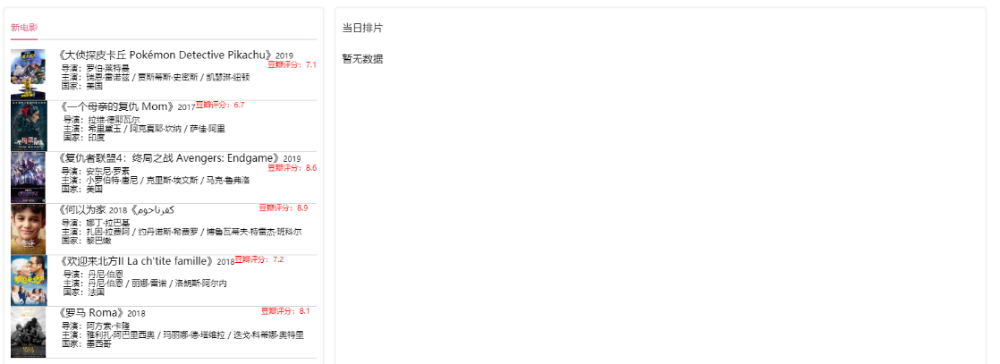 新电影
《大侦探皮卡丘 Pokémon Detective Pikachu》2019
豆瓣评分：7.1
导演：罗伯·莱特曼
主演：瑞恩·雷诺兹 / 贾斯蒂斯·史密斯 / 凯瑟琳·纽顿
国家：美国
《一个母亲的复仇 Mom》2017豆瓣评分：6.7
导演：拉维·德耶瓦尔
主演：希里黛玉 / 阿克夏耶·坎纳 / 萨佳·阿里
国家：印度
《复仇者联盟4：终局之战 Avengers: Endgame》2019
豆瓣评分：8.6
导演：安东尼·罗素
主演：小罗伯特·唐尼 / 克里斯·埃文斯 / 马克·鲁弗洛
国家：美国
《何以为家 كفرناحوم》2018 豆瓣评分：8.9
导演：娜丁·拉巴基
主演：扎因·拉赛阿 / 约丹诺斯·希费罗 / 博鲁瓦蒂夫·特雷杰·班科尔
国家：黎巴嫩
《欢迎来北方II La ch'tite famille》2018豆瓣评分：7.2
导演：丹尼·伯恩
主演：丹尼·伯恩 / 丽娜·雷诺 / 洛朗斯·阿尔内
国家：法国
《罗马 Roma》2018 豆瓣评分：8.1
导演：阿方索·卡隆
主演：雅利扎·阿巴里西奥 / 玛丽娜·德·塔维拉 / 迭戈·科蒂娜·奥特里
国家：墨西哥
当日排片
暂无数据